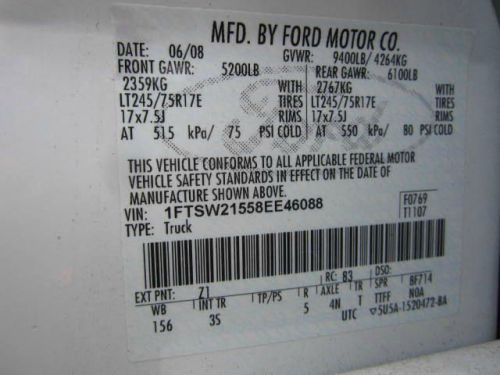 MFD. BY FORD MOTOR CO.
DATE: 06/08 GVWR: 9400LB/ 4264KG
FRONT GAWR: 5200LB REAR GAWR: 6100LB
2359KG WITH 2767KG WITH
LT245/75R17E TIRES LT245/75R17E TIRES
17x7.5J RIMS 17x7.5J RIMS
AT 515 kPa/ 75 PSI COLD AT 550 kPa/ 80 PSI COLD
THIS VEHICLE CONFORMS TO ALL APPLICABLE FEDERAL MOTOR
VEHICLE SAFETY STANDARDS IN EFFECT ON THE DATE OF
MANUFACTURE SHOWN ABOVE.
VIN: 1FTSW21558EE46088 F0769
TYPE: Truck T1107
EXT PNT: Z1 RC: B3 DSO:
WB INT TR TP/PS R AXLE TR SPR BF714
156 3S 5 4N T TTFF N0A
UTC ▽5U5A-1520472-BA